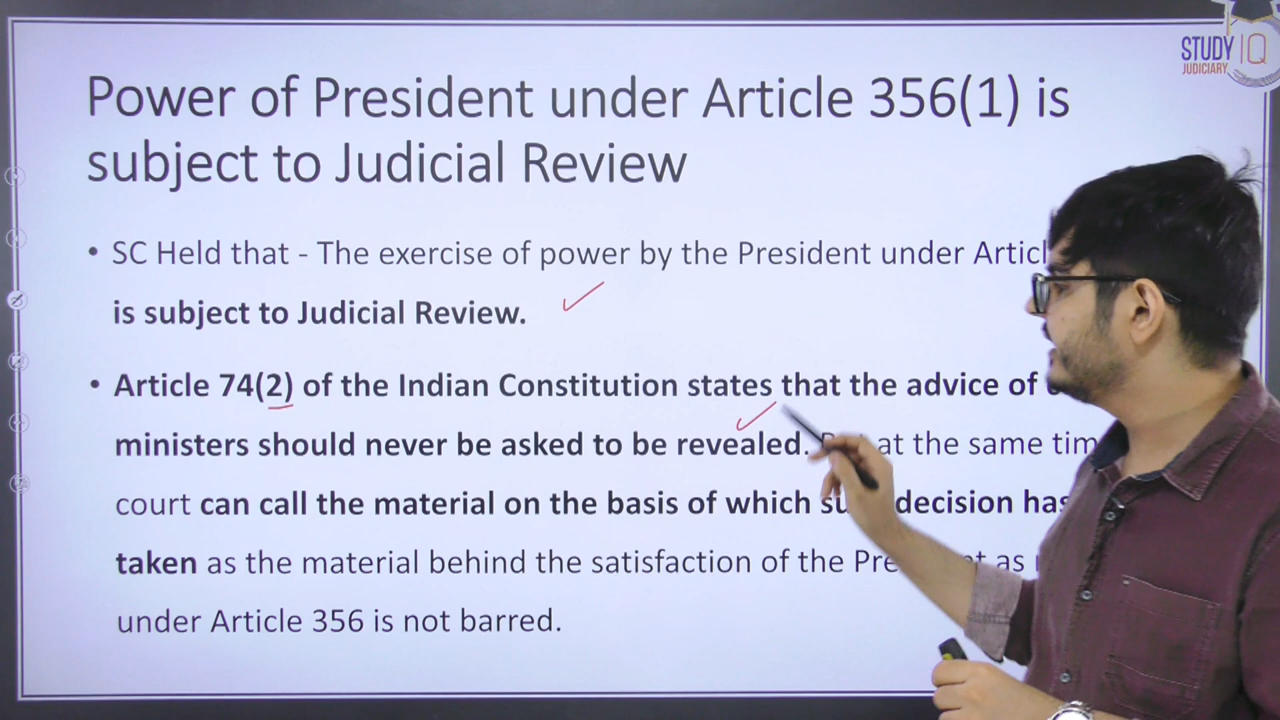 STUDY IQ
JUDICIARY
Power of President under Article 356(1) is
subject to Judicial Review
• SC Held that - The exercise of power by the President under
is subject to Judicial Review.
• Article 74(2) of the Indian Constitution states that the advice of
ministers should never be asked to be revealed. at the same
court can call the material on the basis of which decision has
taken as the material behind the satisfaction of the as
under Article 356 is not barred.